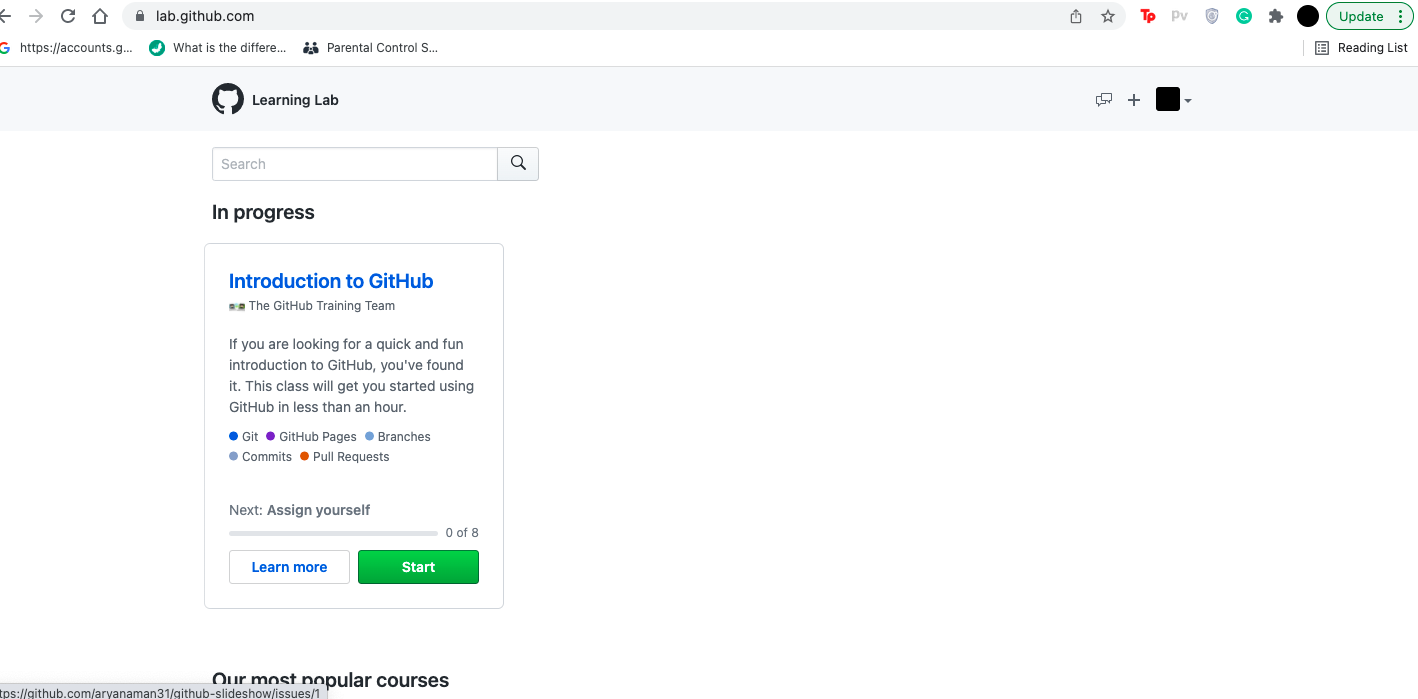 lab.github.com
Update
https://accounts.g...
What is the differe...
Parental Control S...
Reading List
Learning Lab
Search
In progress
Introduction to GitHub
The GitHub Training Team
If you are looking for a quick and fun
introduction to GitHub, you've found
it. This class will get you started using
GitHub in less than an hour.
Git GitHub Pages Branches
Commits Pull Requests
Next: Assign yourself
0 of 8
Learn more
Start
Our most popular courses
tps://github.com/aryanaman31/github-slideshow/issues/1